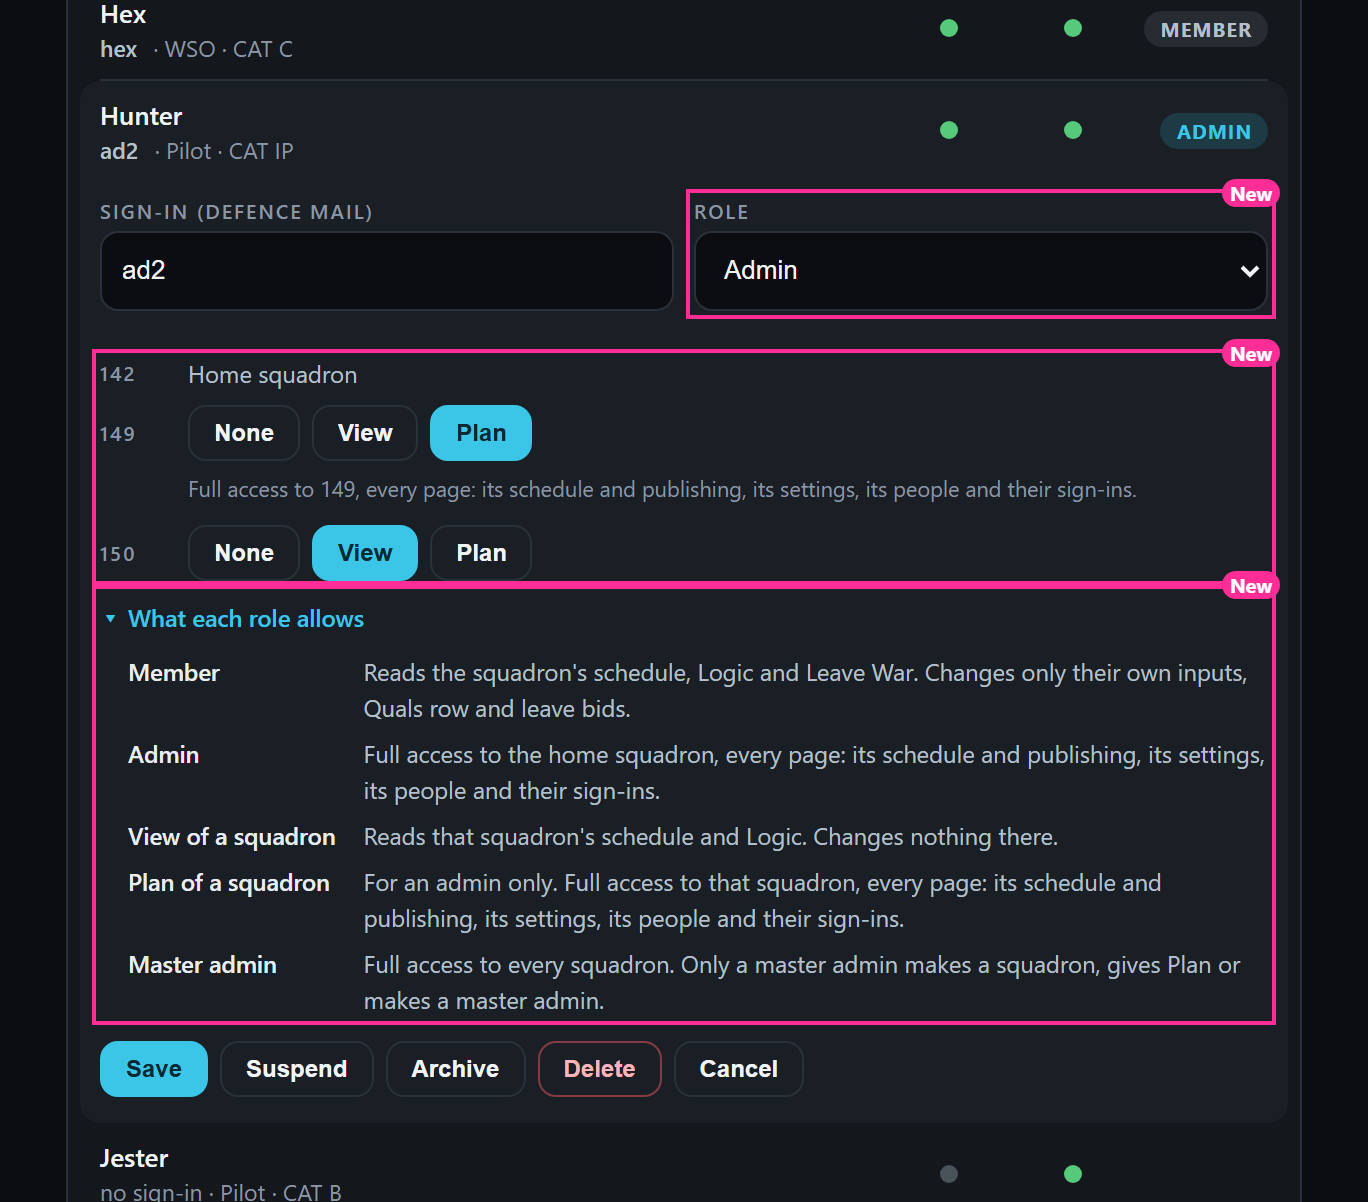 Hex
hex · WSO · CAT C
MEMBER
Hunter
ad2 · Pilot · CAT IP
ADMIN
SIGN-IN (DEFENCE MAIL)
ad2
New
ROLE
Admin
New
142 Home squadron
149 None View Plan
Full access to 149, every page: its schedule and publishing, its settings, its people and their sign-ins.
150 None View Plan
New
What each role allows
Member Reads the squadron's schedule, Logic and Leave War. Changes only their own inputs,
Quals row and leave bids.
Admin Full access to the home squadron, every page: its schedule and publishing, its settings,
its people and their sign-ins.
View of a squadron Reads that squadron's schedule and Logic. Changes nothing there.
Plan of a squadron For an admin only. Full access to that squadron, every page: its schedule and
publishing, its settings, its people and their sign-ins.
Master admin Full access to every squadron. Only a master admin makes a squadron, gives Plan or
makes a master admin.
Save Suspend Archive Delete Cancel
Jester
no sign-in · Pilot · CAT B